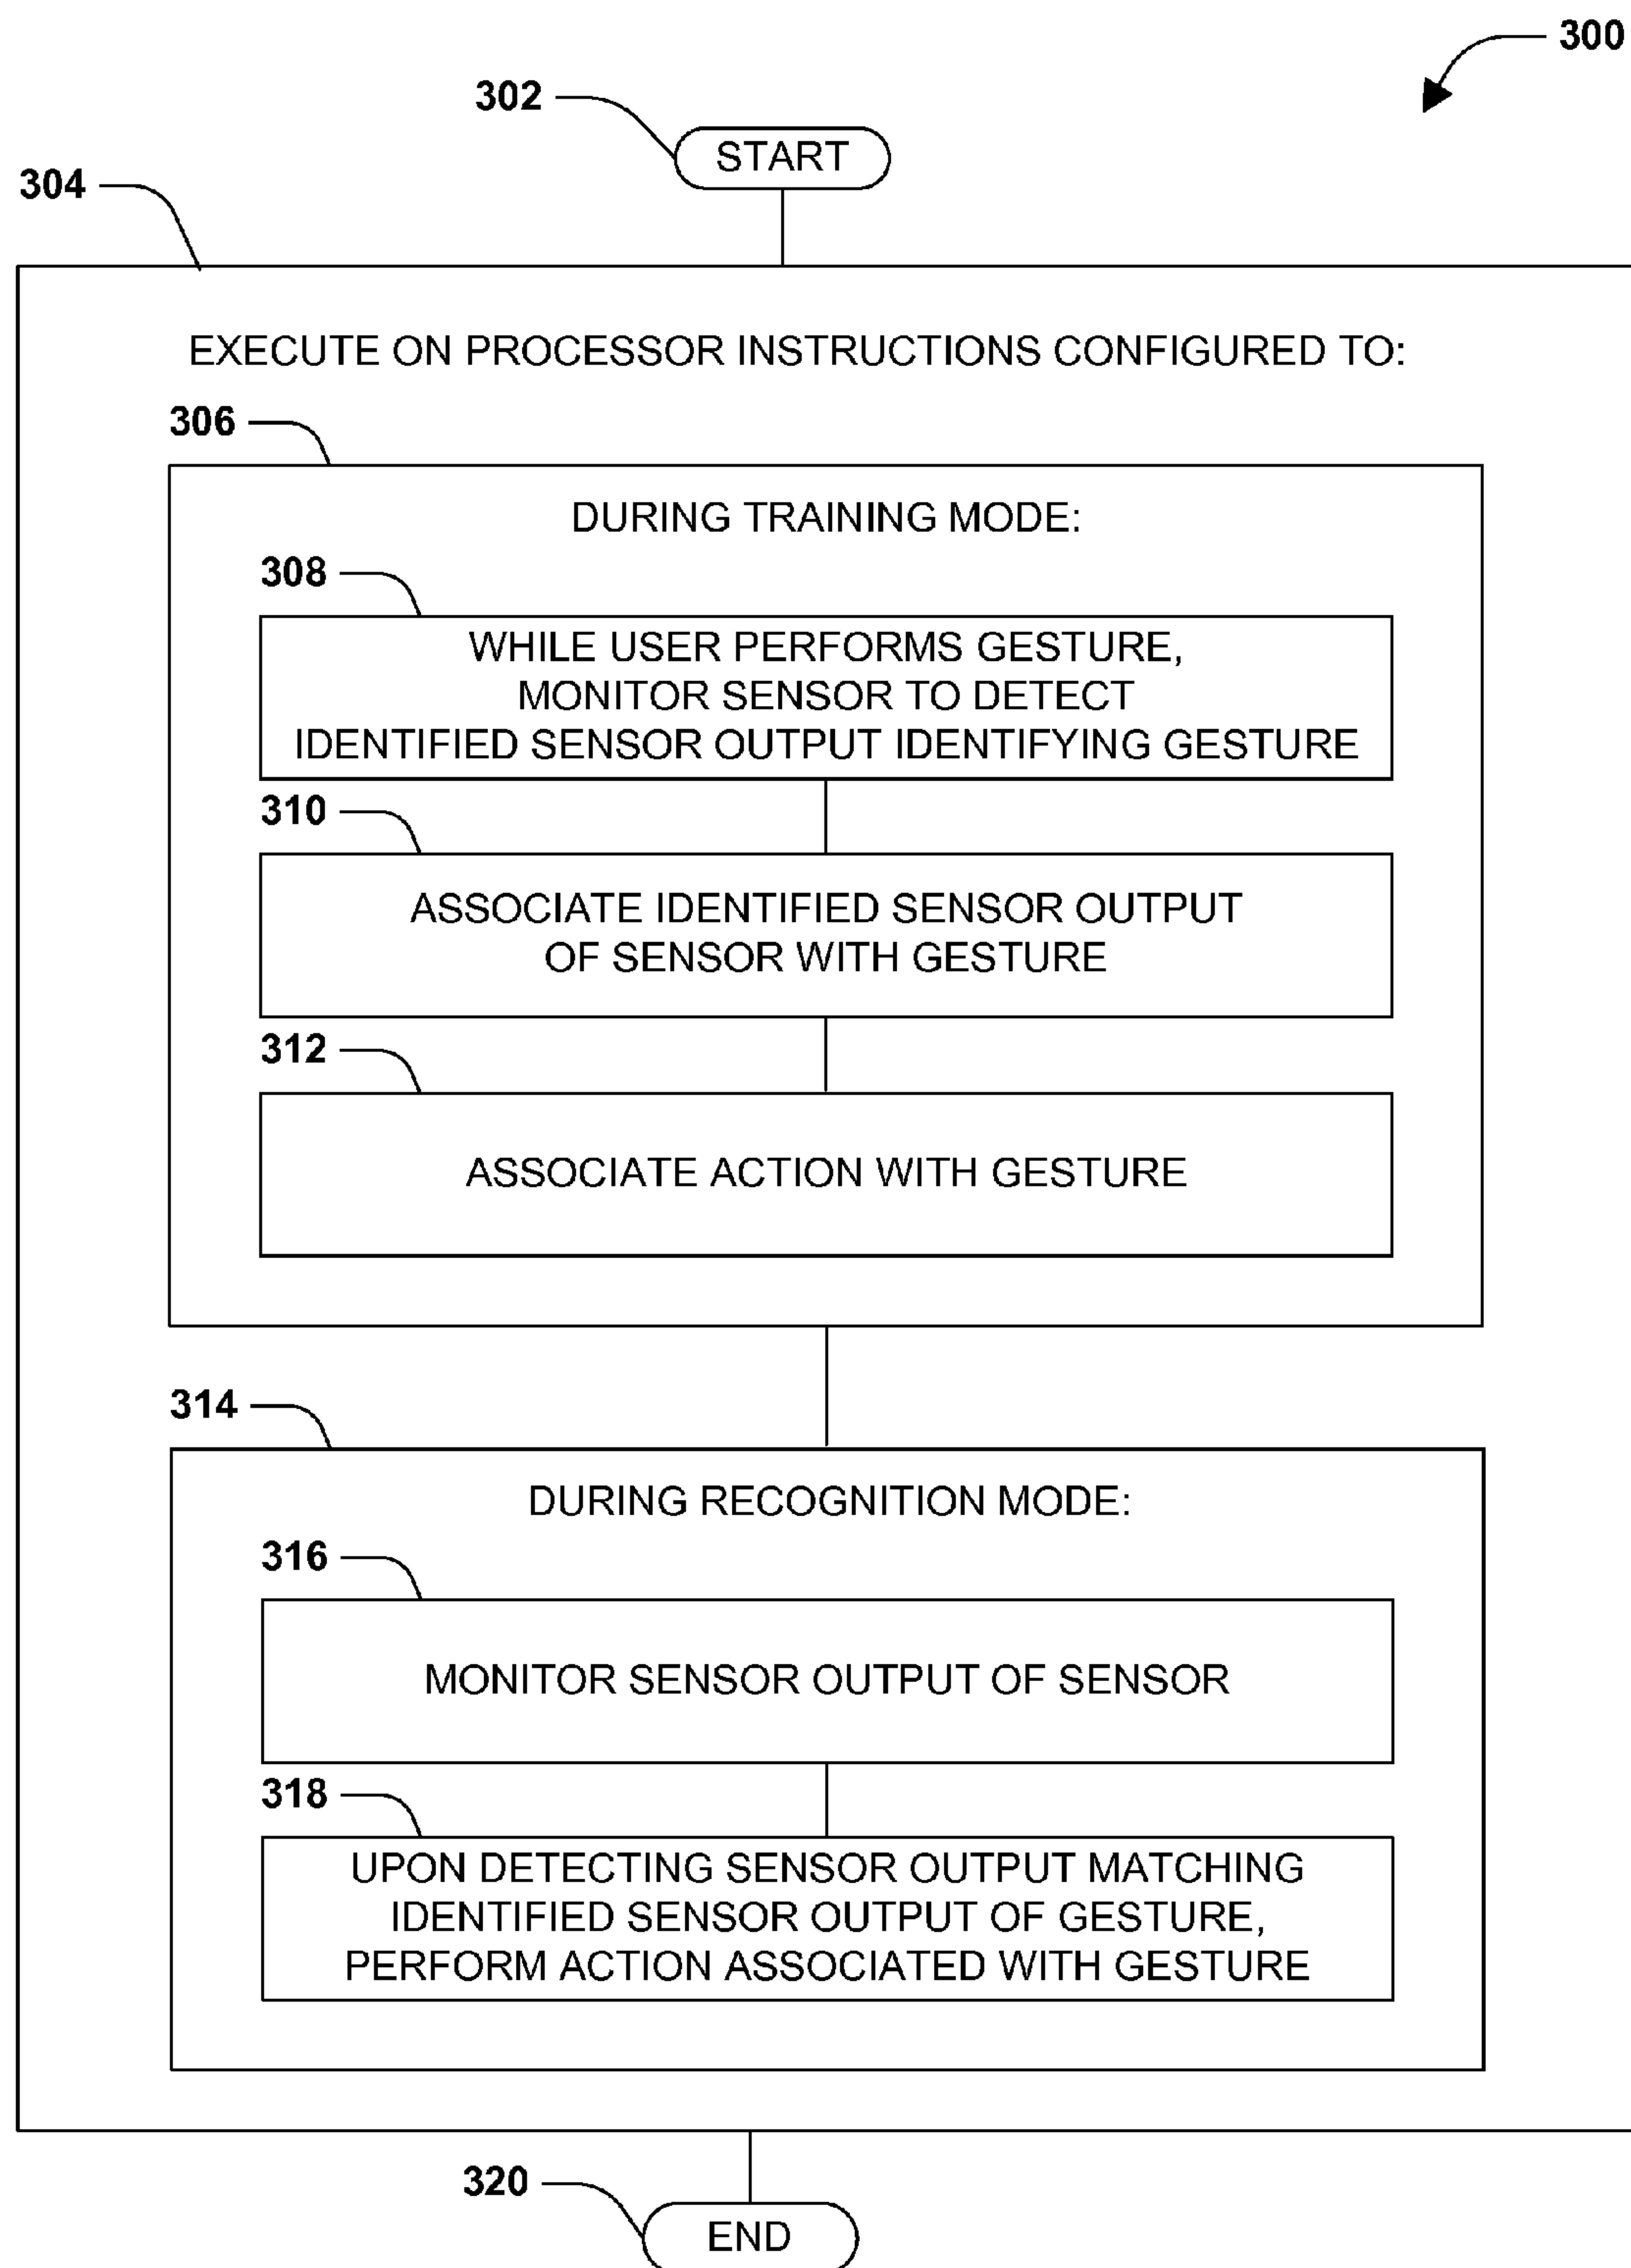 300
302
START
304
EXECUTE ON PROCESSOR INSTRUCTIONS CONFIGURED TO:
306
DURING TRAINING MODE:
308
WHILE USER PERFORMS GESTURE,
MONITOR SENSOR TO DETECT
IDENTIFIED SENSOR OUTPUT IDENTIFYING GESTURE
310
ASSOCIATE IDENTIFIED SENSOR OUTPUT
OF SENSOR WITH GESTURE
312
ASSOCIATE ACTION WITH GESTURE
314
DURING RECOGNITION MODE:
316
MONITOR SENSOR OUTPUT OF SENSOR
318
UPON DETECTING SENSOR OUTPUT MATCHING
IDENTIFIED SENSOR OUTPUT OF GESTURE,
PERFORM ACTION ASSOCIATED WITH GESTURE
320
END